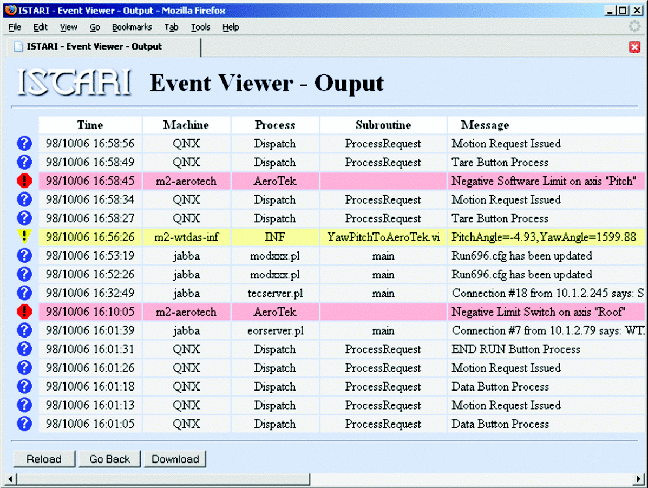 ISTARI - Event Viewer - Output - Mozilla Firefox
File Edit View Go Bookmarks Tab Tools Help
ISTARI - Event Viewer - Output
ISTARI Event Viewer - Ouput
Time Machine Process Subroutine Message
98/10/06 16:58:56 QNX Dispatch ProcessRequest Motion Request Issued
98/10/06 16:58:49 QNX Dispatch ProcessRequest Tare Button Process
98/10/06 16:58:45 m2-aerotech AeroTek Negative Software Limit on axis "Pitch"
98/10/06 16:58:34 QNX Dispatch ProcessRequest Motion Request Issued
98/10/06 16:58:27 QNX Dispatch ProcessRequest Tare Button Process
98/10/06 16:56:26 m2-wtdas-inf INF YawPitchToAeroTek.vi PitchAngle=-4.93,YawAngle=1599.88
98/10/06 16:53:19 jabba modxxx.pl main Run696.cfg has been updated
98/10/06 16:52:26 jabba modxxx.pl main Run696.cfg has been updated
98/10/06 16:32:49 jabba tecserver.pl main Connection #18 from 10.1.2.245 says: S
98/10/06 16:10:05 m2-aerotech AeroTek Negative Limit Switch on axis "Roof"
98/10/06 16:01:39 jabba eorserver.pl main Connection #7 from 10.1.2.79 says: WT
98/10/06 16:01:31 QNX Dispatch ProcessRequest END RUN Button Process
98/10/06 16:01:26 QNX Dispatch ProcessRequest Motion Request Issued
98/10/06 16:01:18 QNX Dispatch ProcessRequest Data Button Process
98/10/06 16:01:13 QNX Dispatch ProcessRequest Motion Request Issued
98/10/06 16:01:05 QNX Dispatch ProcessRequest Data Button Process
Reload Go Back Download